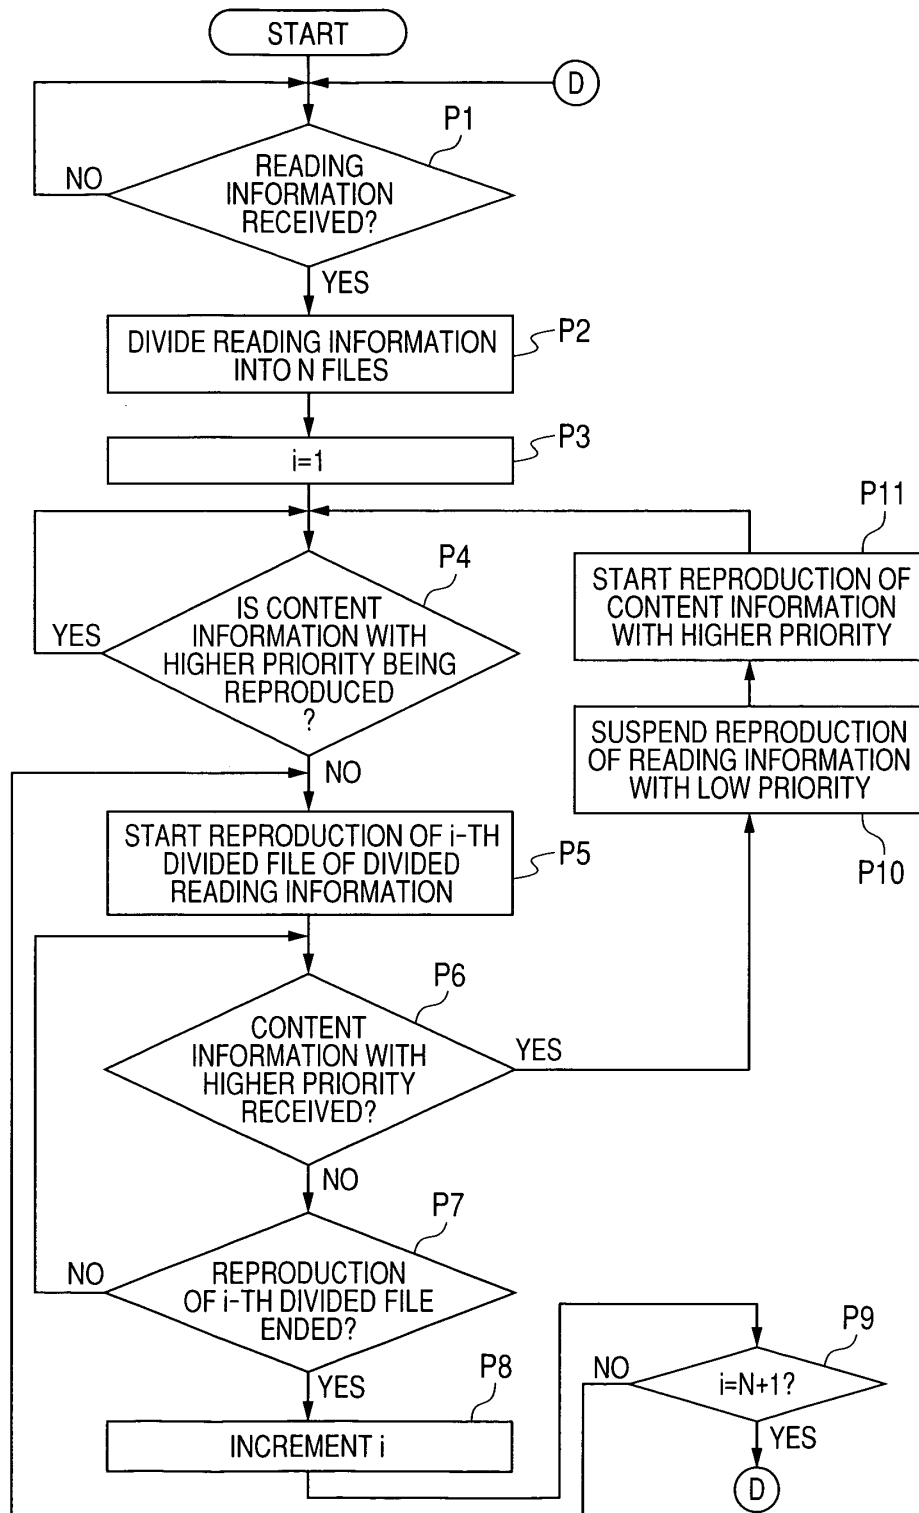 START
D
P1
READING
INFORMATION
RECEIVED?
NO
YES
DIVIDE READING INFORMATION
INTO N FILES
P2
i=1
P3
P4
IS CONTENT
INFORMATION WITH
HIGHER PRIORITY BEING
REPRODUCED
?
YES
NO
P11
START REPRODUCTION OF
CONTENT INFORMATION
WITH HIGHER PRIORITY
SUSPEND REPRODUCTION
OF READING INFORMATION
WITH LOW PRIORITY
P10
START REPRODUCTION OF i-TH
DIVIDED FILE OF DIVIDED
READING INFORMATION
P5
P6
CONTENT
INFORMATION WITH
HIGHER PRIORITY
RECEIVED?
YES
NO
P7
REPRODUCTION
OF i-TH DIVIDED FILE
ENDED?
NO
YES
P8
INCREMENT i
P9
i=N+1?
NO
YES
D